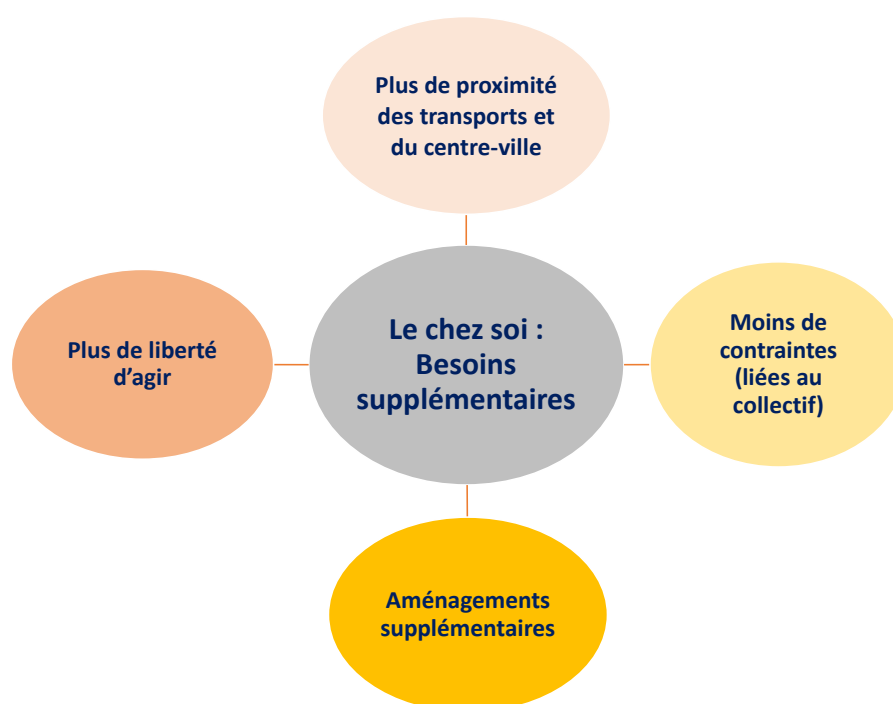 Plus de proximité
des transports et
du centre-ville
Plus de liberté
d’agir
Le chez soi :
Besoins
supplémentaires
Moins de
contraintes
(liées au
collectif)
Aménagements
supplémentaires